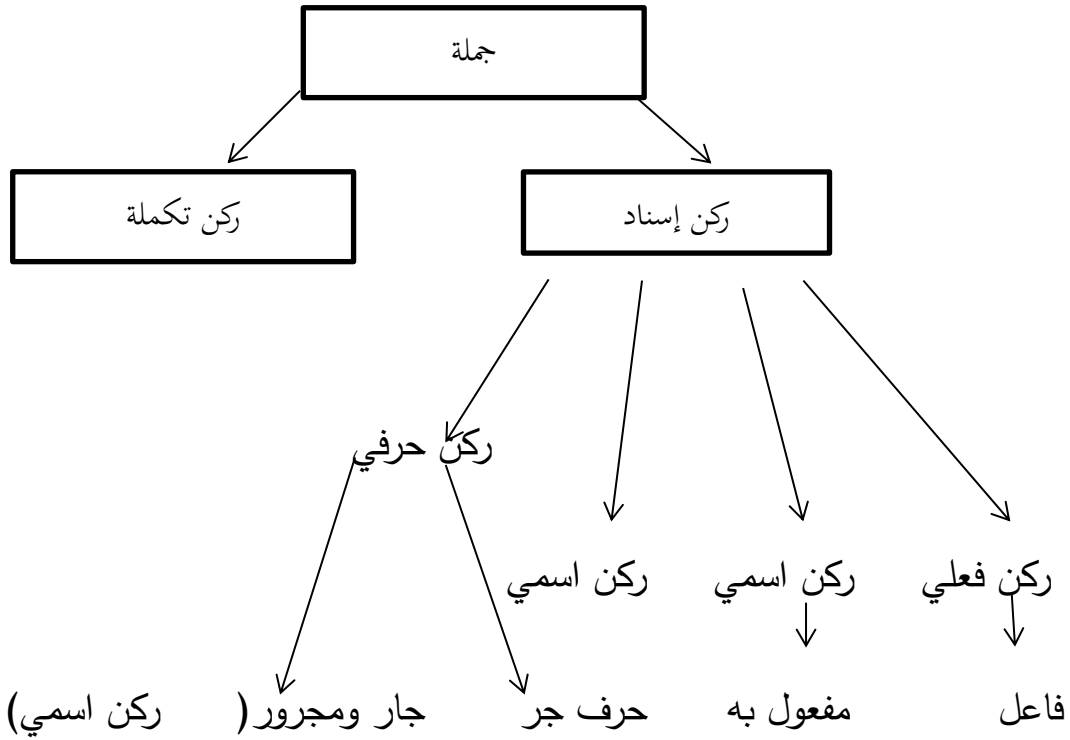 جملة
ركن إسناد
ركن تكملة
ركن حرفي
ركن فعلي
ركن اسمي
ركن اسمي
فاعل
مفعول به
حرف جر
جار ومجرور( ركن اسمي)